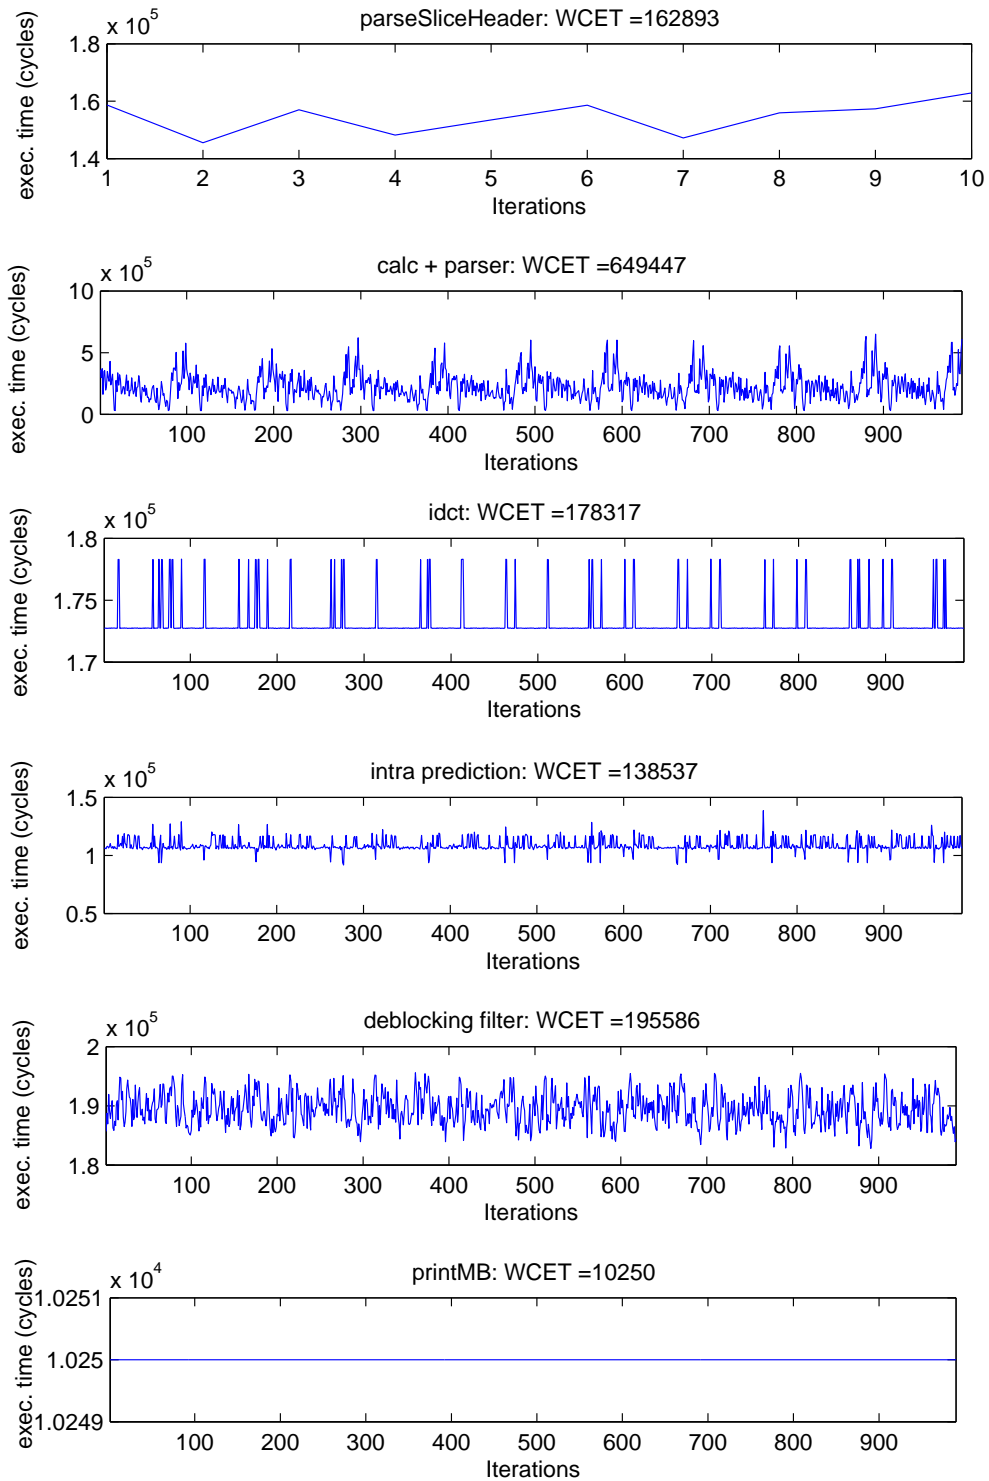 parseSliceHeader: WCET =162893
x 10^5
exec. time (cycles)
1.8
1.6
1.4
1 2 3 4 5 6 7 8 9 10
Iterations
calc + parser: WCET =649447
x 10^5
exec. time (cycles)
10
5
0
100 200 300 400 500 600 700 800 900
Iterations
idct: WCET =178317
x 10^5
exec. time (cycles)
1.8
1.75
1.7
100 200 300 400 500 600 700 800 900
Iterations
intra prediction: WCET =138537
x 10^5
exec. time (cycles)
1.5
1
0.5
100 200 300 400 500 600 700 800 900
Iterations
deblocking filter: WCET =195586
x 10^5
exec. time (cycles)
2
1.9
1.8
100 200 300 400 500 600 700 800 900
Iterations
printMB: WCET =10250
x 10^4
exec. time (cycles)
1.0251
1.025
1.0249
100 200 300 400 500 600 700 800 900
Iterations